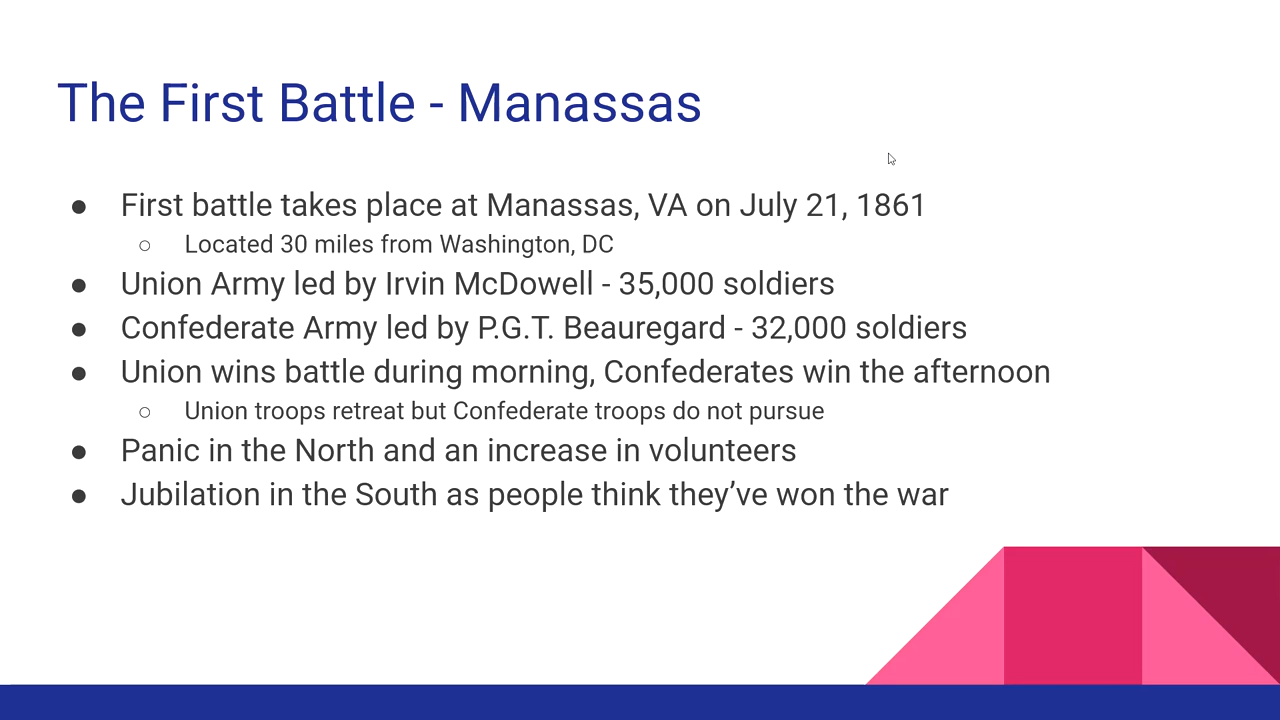 The First Battle - Manassas
● First battle takes place at Manassas, VA on July 21, 1861
○ Located 30 miles from Washington, DC
● Union Army led by Irvin McDowell - 35,000 soldiers
● Confederate Army led by P.G.T. Beauregard - 32,000 soldiers
● Union wins battle during morning, Confederates win the afternoon
○ Union troops retreat but Confederate troops do not pursue
● Panic in the North and an increase in volunteers
● Jubilation in the South as people think they’ve won the war